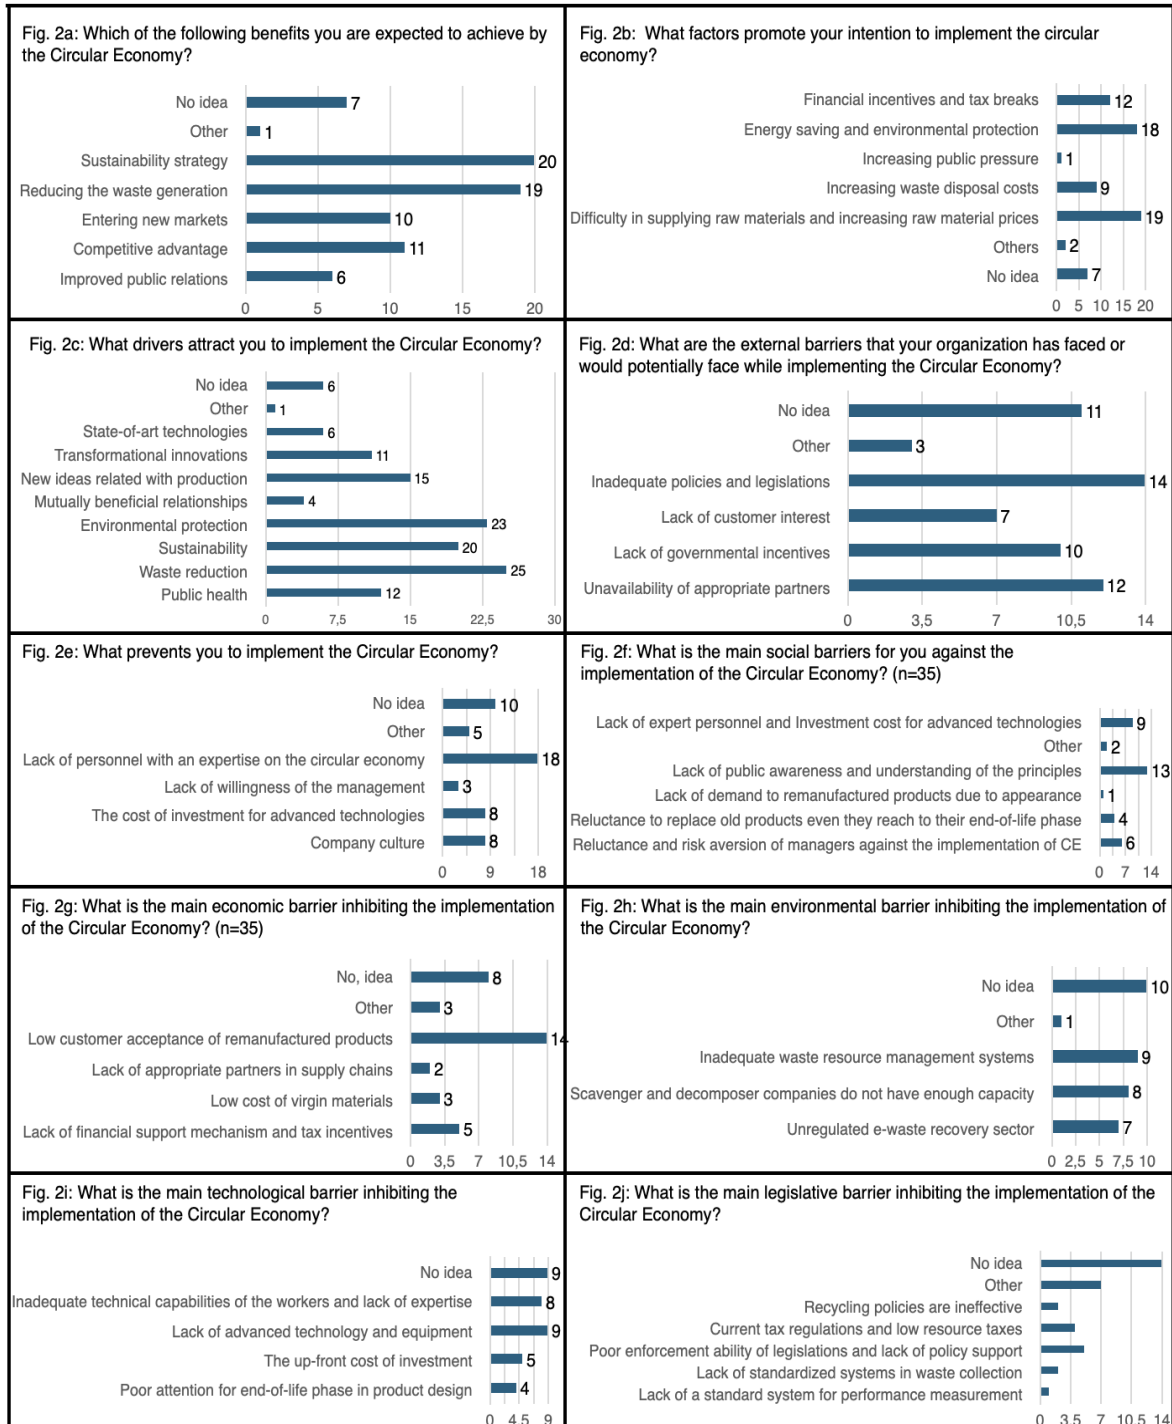 Fig. 2a: Which of the following benefits you are expected to achieve by
the Circular Economy?
No idea 7
Other 1
Sustainability strategy 20
Reducing the waste generation 19
Entering new markets 10
Competitive advantage 11
Improved public relations 6
0 5 10 15 20
Fig. 2b: What factors promote your intention to implement the circular
economy?
Financial incentives and tax breaks 12
Energy saving and environmental protection 18
Increasing public pressure 1
Increasing waste disposal costs 9
Difficulty in supplying raw materials and increasing raw material prices 19
Others 2
No idea 7
0 5 10 15 20
Fig. 2c: What drivers attract you to implement the Circular Economy?
No idea 6
Other 1
State-of-art technologies 6
Transformational innovations 11
New ideas related with production 15
Mutually beneficial relationships 4
Environmental protection 23
Sustainability 20
Waste reduction 25
Public health 12
0 7,5 15 22,5 30
Fig. 2d: What are the external barriers that your organization has faced or
would potentially face while implementing the Circular Economy?
No idea 11
Other 3
Inadequate policies and legislations 14
Lack of customer interest 7
Lack of governmental incentives 10
Unavailability of appropriate partners 12
0 3,5 7 10,5 14
Fig. 2e: What prevents you to implement the Circular Economy?
No idea 10
Other 5
Lack of personnel with an expertise on the circular economy 18
Lack of willingness of the management 3
The cost of investment for advanced technologies 8
Company culture 8
0 9 18
Fig. 2f: What is the main social barriers for you against the
implementation of the Circular Economy? (n=35)
Lack of expert personnel and Investment cost for advanced technologies 9
Other 2
Lack of public awareness and understanding of the principles 13
Lack of demand to remanufactured products due to appearance 1
Reluctance to replace old products even they reach to their end-of-life phase 4
Reluctance and risk aversion of managers against the implementation of CE 6
0 7 14
Fig. 2g: What is the main economic barrier inhibiting the implementation
of the Circular Economy? (n=35)
No, idea 8
Other 3
Low customer acceptance of remanufactured products 14
Lack of appropriate partners in supply chains 2
Low cost of virgin materials 3
Lack of financial support mechanism and tax incentives 5
0 3,5 7 10,5 14
Fig. 2h: What is the main environmental barrier inhibiting the implementation of
the Circular Economy?
No idea 10
Other 1
Inadequate waste resource management systems 9
Scavenger and decomposer companies do not have enough capacity 8
Unregulated e-waste recovery sector 7
0 2,5 5 7,5 10
Fig. 2i: What is the main technological barrier inhibiting the
implementation of the Circular Economy?
No idea 9
Inadequate technical capabilities of the workers and lack of expertise 8
Lack of advanced technology and equipment 9
The up-front cost of investment 5
Poor attention for end-of-life phase in product design 4
0 4.5 9
Fig. 2j: What is the main legislative barrier inhibiting the implementation of the
Circular Economy?
No idea
Other
Recycling policies are ineffective
Current tax regulations and low resource taxes
Poor enforcement ability of legislations and lack of policy support
Lack of standardized systems in waste collection
Lack of a standard system for performance measurement
0 3.5 7 10.5 14